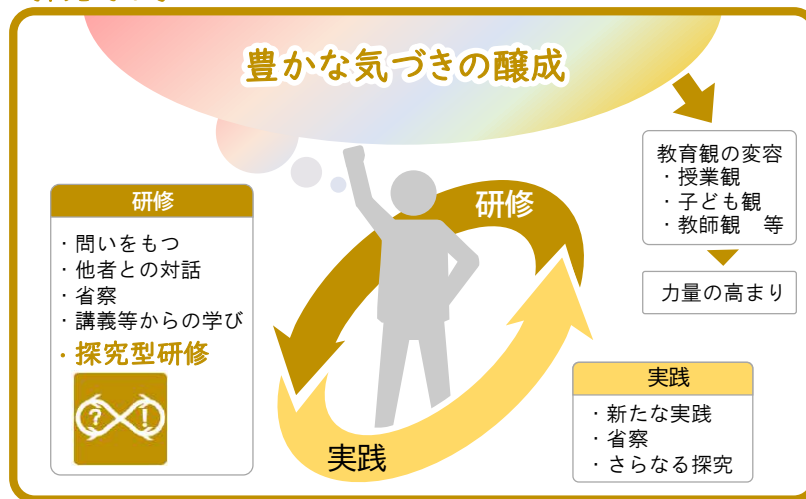 豊かな気づきの醸成
教育観の変容
・授業観
・子ども観
・教師観　等
力量の高まり
研修
研修
・問いをもつ
・他者との対話
・省察
・講義等からの学び
・探究型研修
? !
実践
実践
・新たな実践
・省察
・さらなる探究